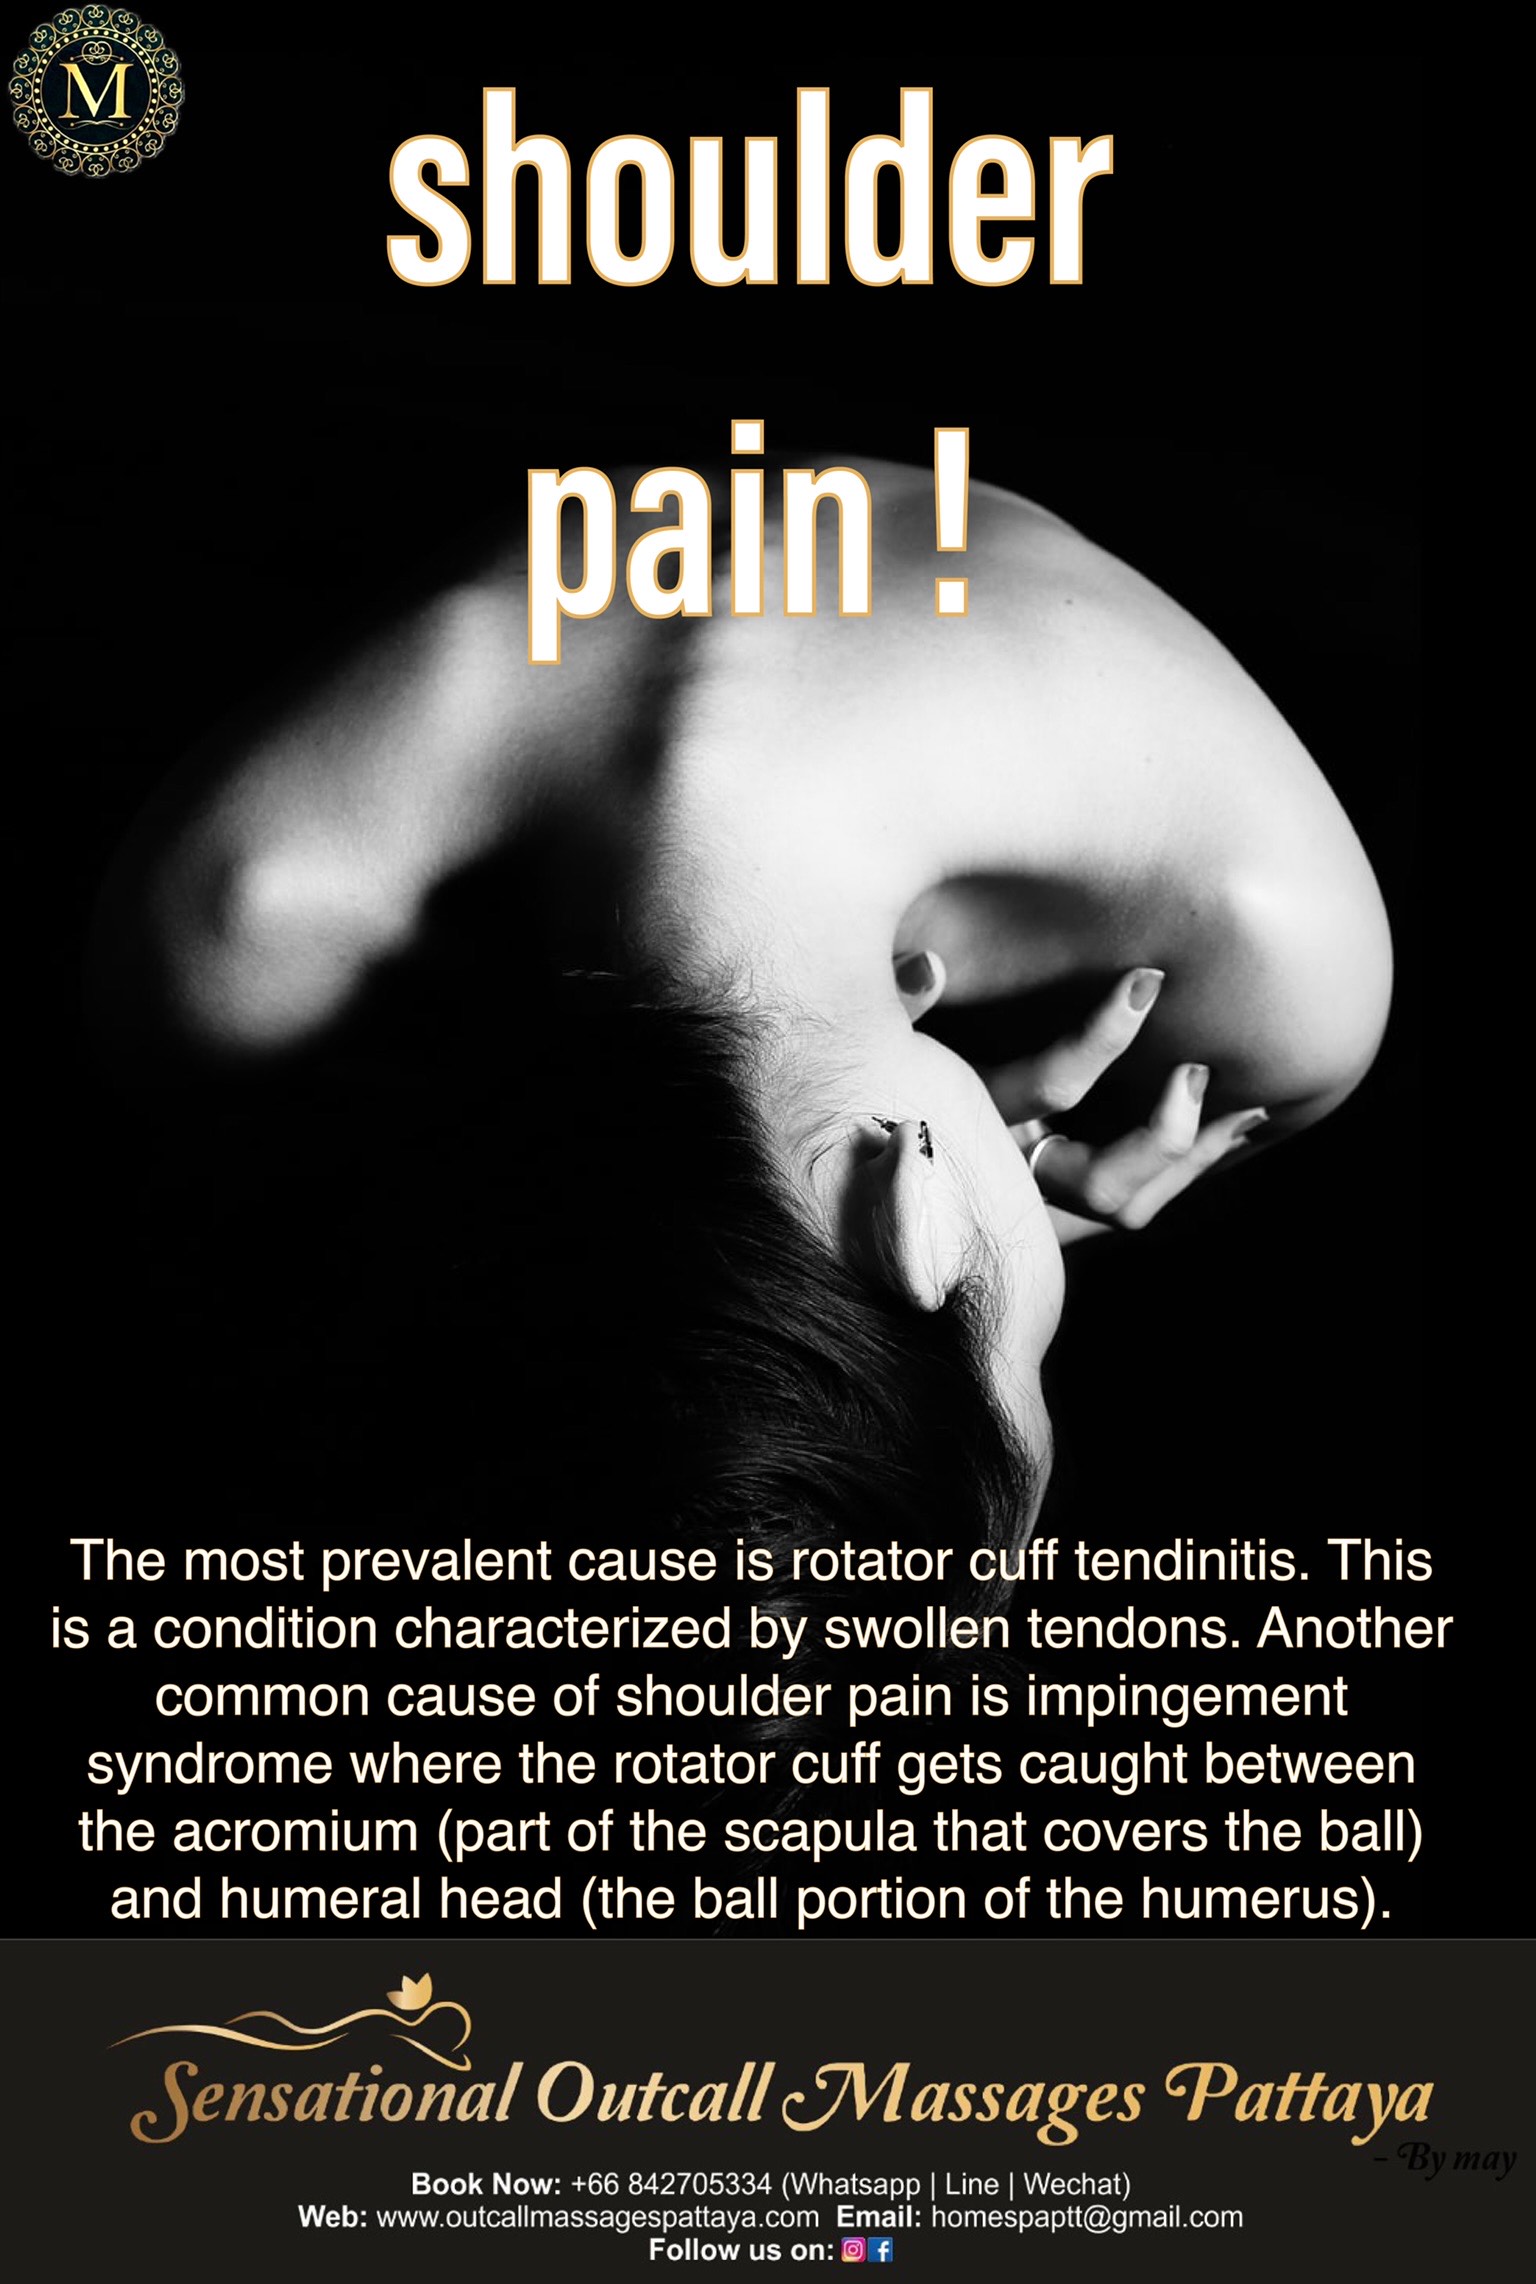 M
shoulder
pain !
The most prevalent cause is rotator cuff tendinitis. This
is a condition characterized by swollen tendons. Another
common cause of shoulder pain is impingement
syndrome where the rotator cuff gets caught between
the acromium (part of the scapula that covers the ball)
and humeral head (the ball portion of the humerus).
Sensational Outcall Massages Pattaya
- By may
Book Now: +66 842705334 (Whatsapp | Line | Wechat)
Web: www.outcallmassagespattaya.com Email: homespaptt@gmail.com
Follow us on: